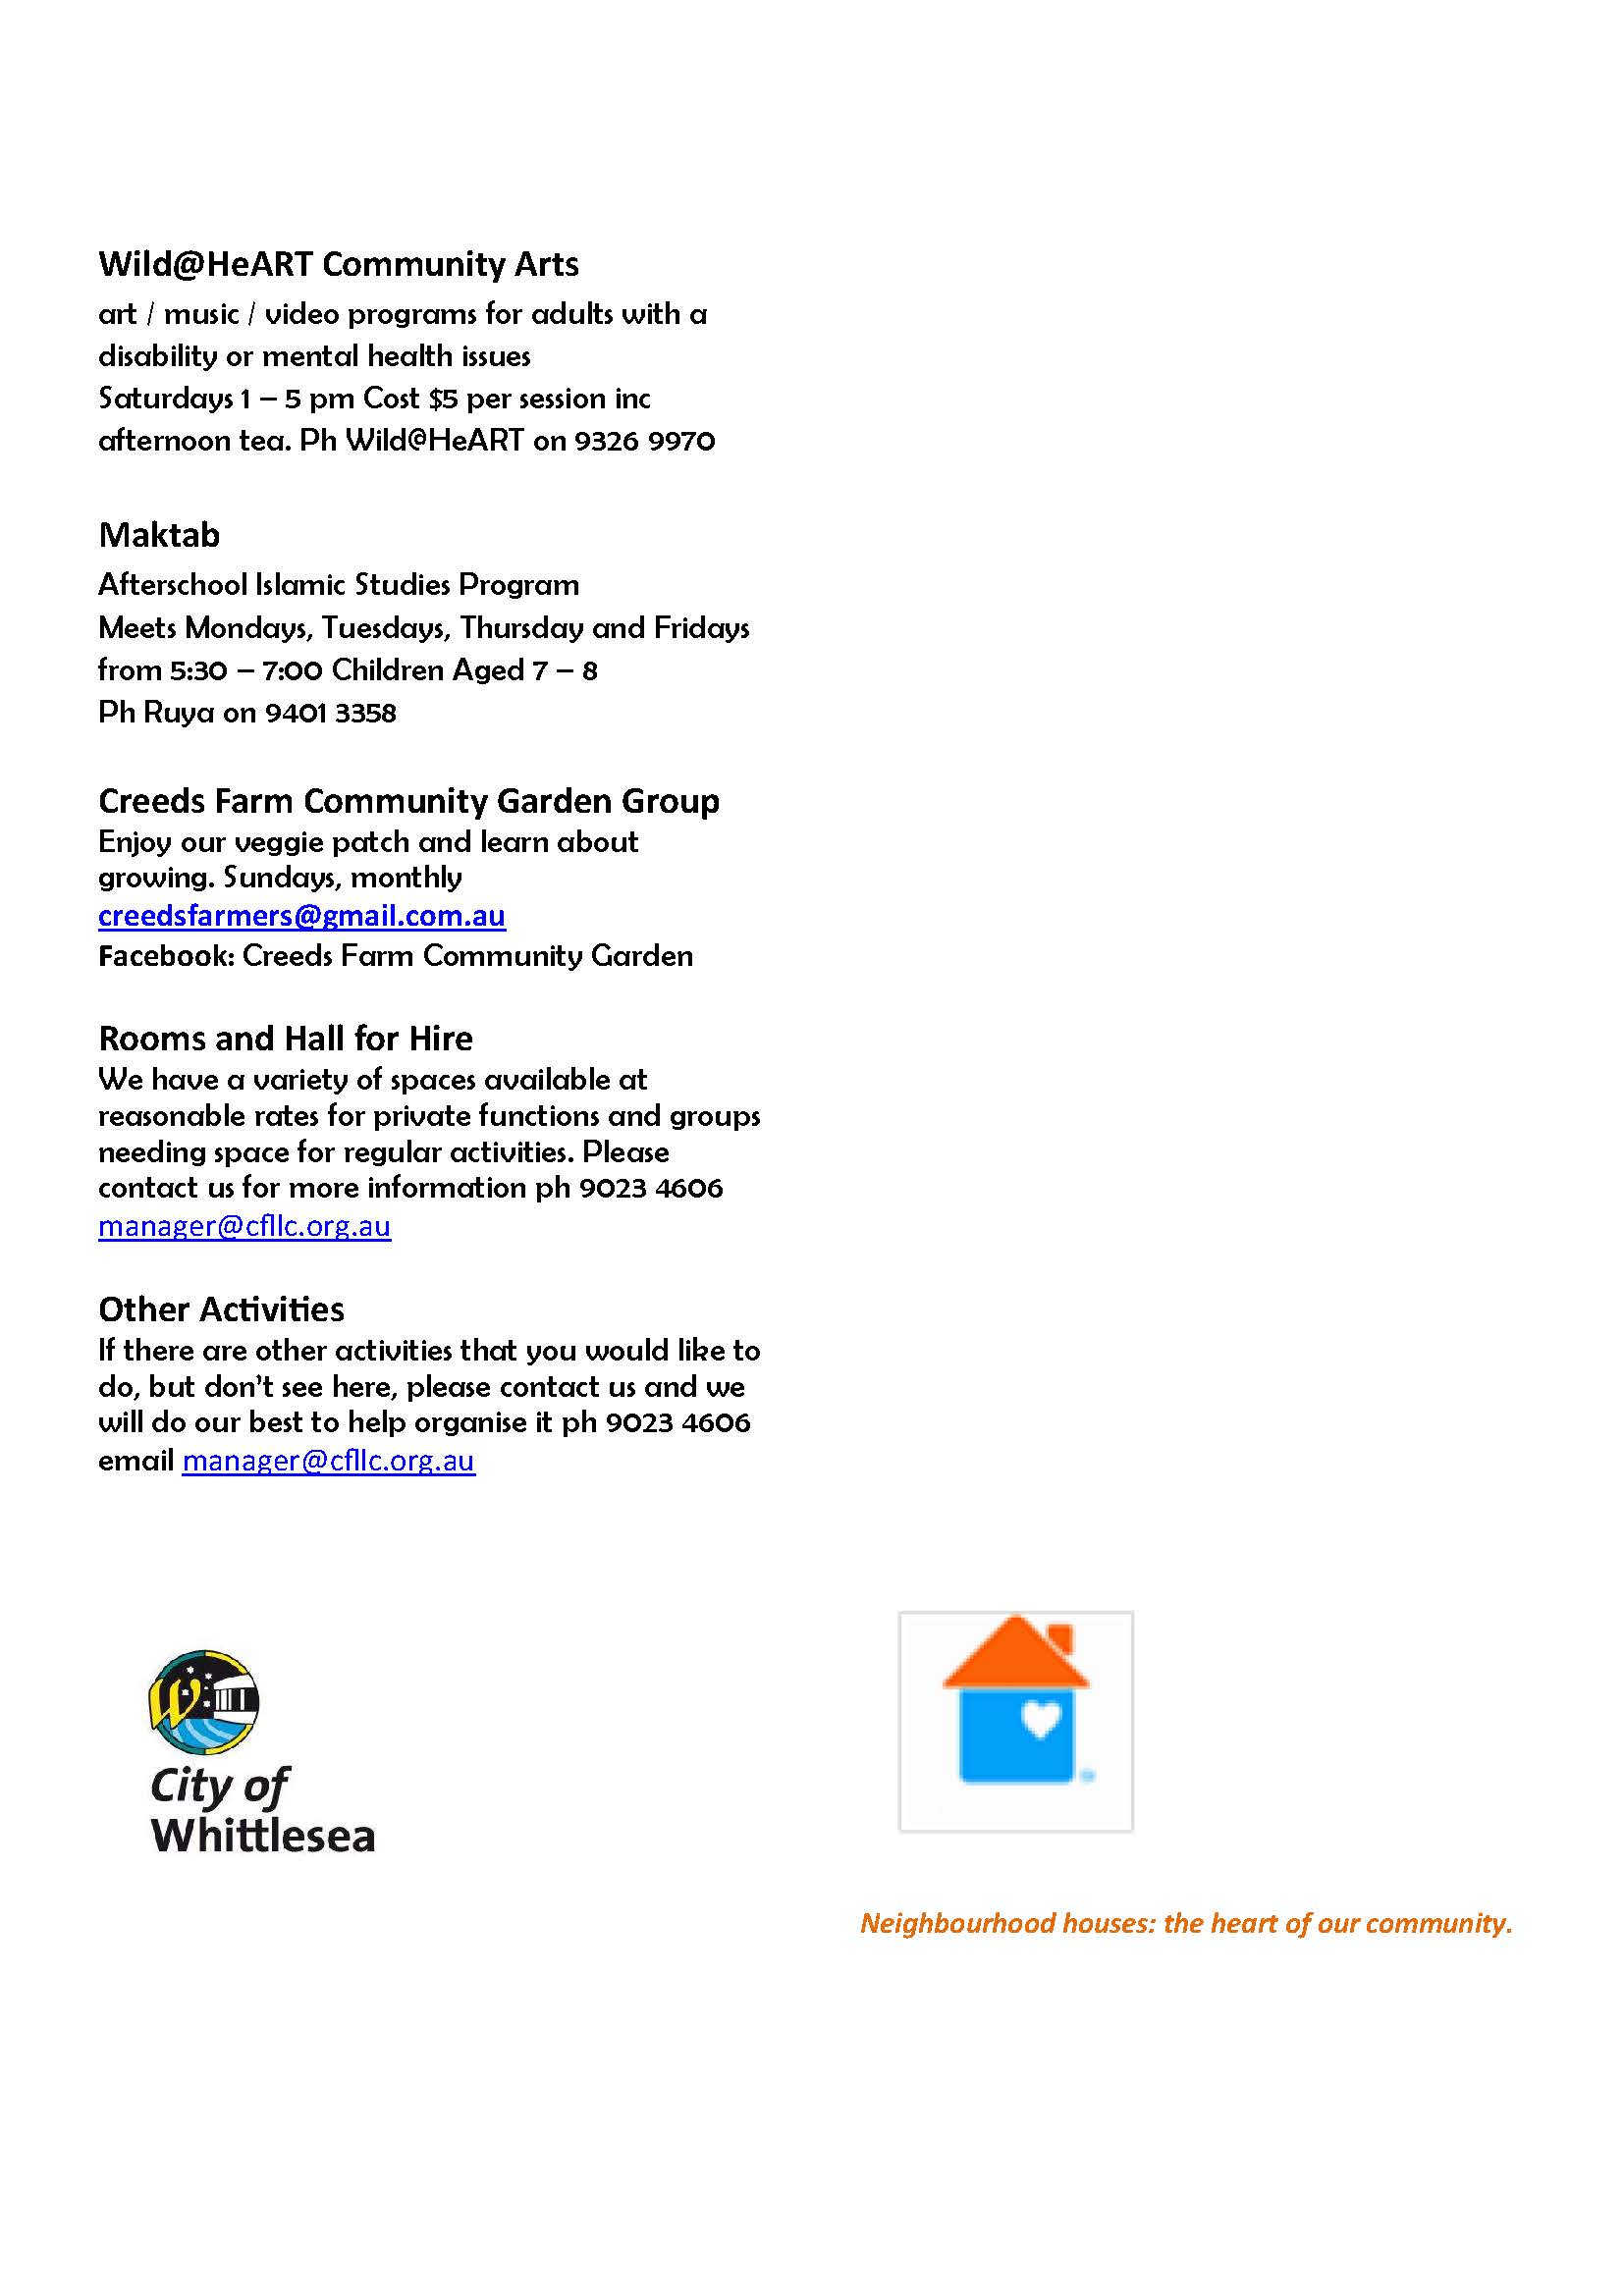 Wild@HeART Community Arts
art / music / video programs for adults with a
disability or mental health issues
Saturdays 1 – 5 pm Cost $5 per session inc
afternoon tea. Ph Wild@HeART on 9326 9970
Maktab
Afterschool Islamic Studies Program
Meets Mondays, Tuesdays, Thursday and Fridays
from 5:30 – 7:00 Children Aged 7 – 8
Ph Ruya on 9401 3358
Creeds Farm Community Garden Group
Enjoy our veggie patch and learn about
growing. Sundays, monthly
creedsfarmers@gmail.com.au
Facebook: Creeds Farm Community Garden
Rooms and Hall for Hire
We have a variety of spaces available at
reasonable rates for private functions and groups
needing space for regular activities. Please
contact us for more information ph 9023 4606
manager@cfllc.org.au
Other Activities
If there are other activities that you would like to
do, but don't see here, please contact us and we
will do our best to help organise it ph 9023 4606
email manager@cfllc.org.au
W
City of
Whittlesea
Neighbourhood houses: the heart of our community.